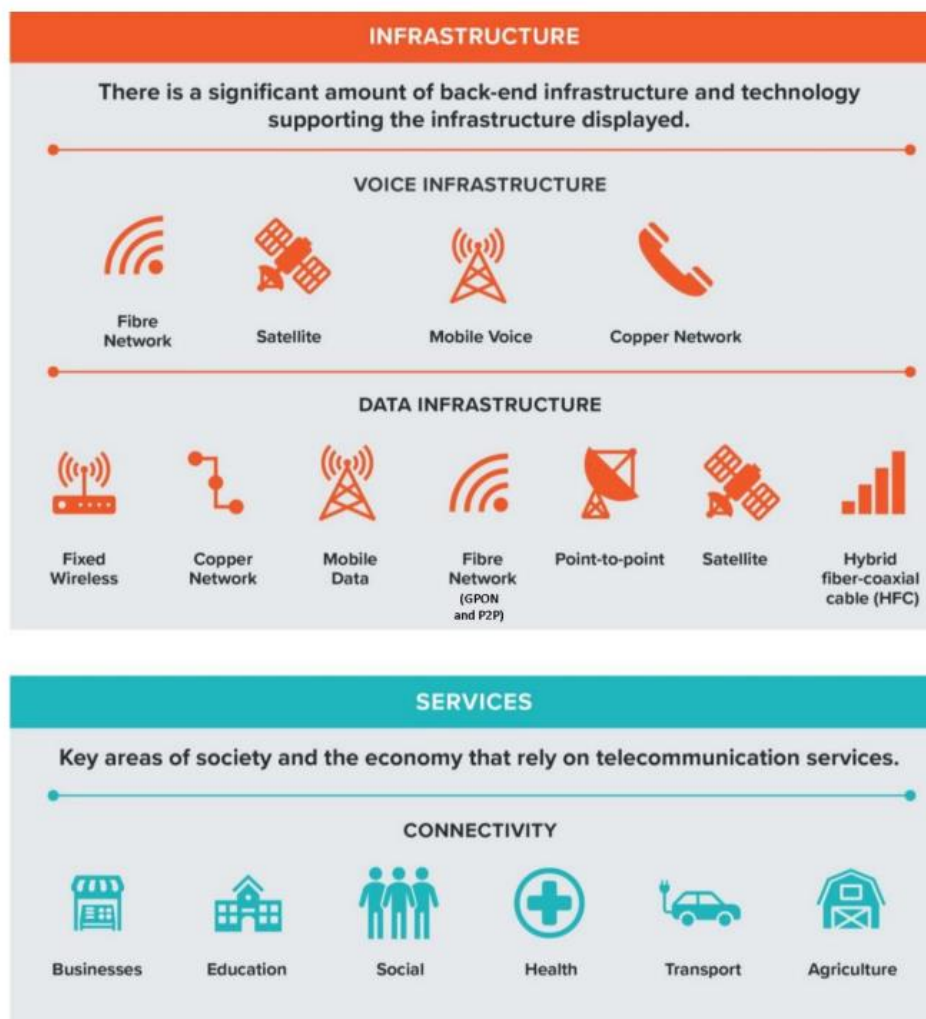 INFRASTRUCTURE
There is a significant amount of back-end infrastructure and technology
supporting the infrastructure displayed.
VOICE INFRASTRUCTURE
Fibre
Network
Satellite
Mobile Voice
Copper Network
DATA INFRASTRUCTURE
Fixed
Wireless
Copper
Network
Mobile
Data
Fibre
Network
(GPON
and P2P)
Point-to-point
Satellite
Hybrid
fiber-coaxial
cable (HFC)
SERVICES
Key areas of society and the economy that rely on telecommunication services.
CONNECTIVITY
Businesses
Education
Social
Health
Transport
Agriculture